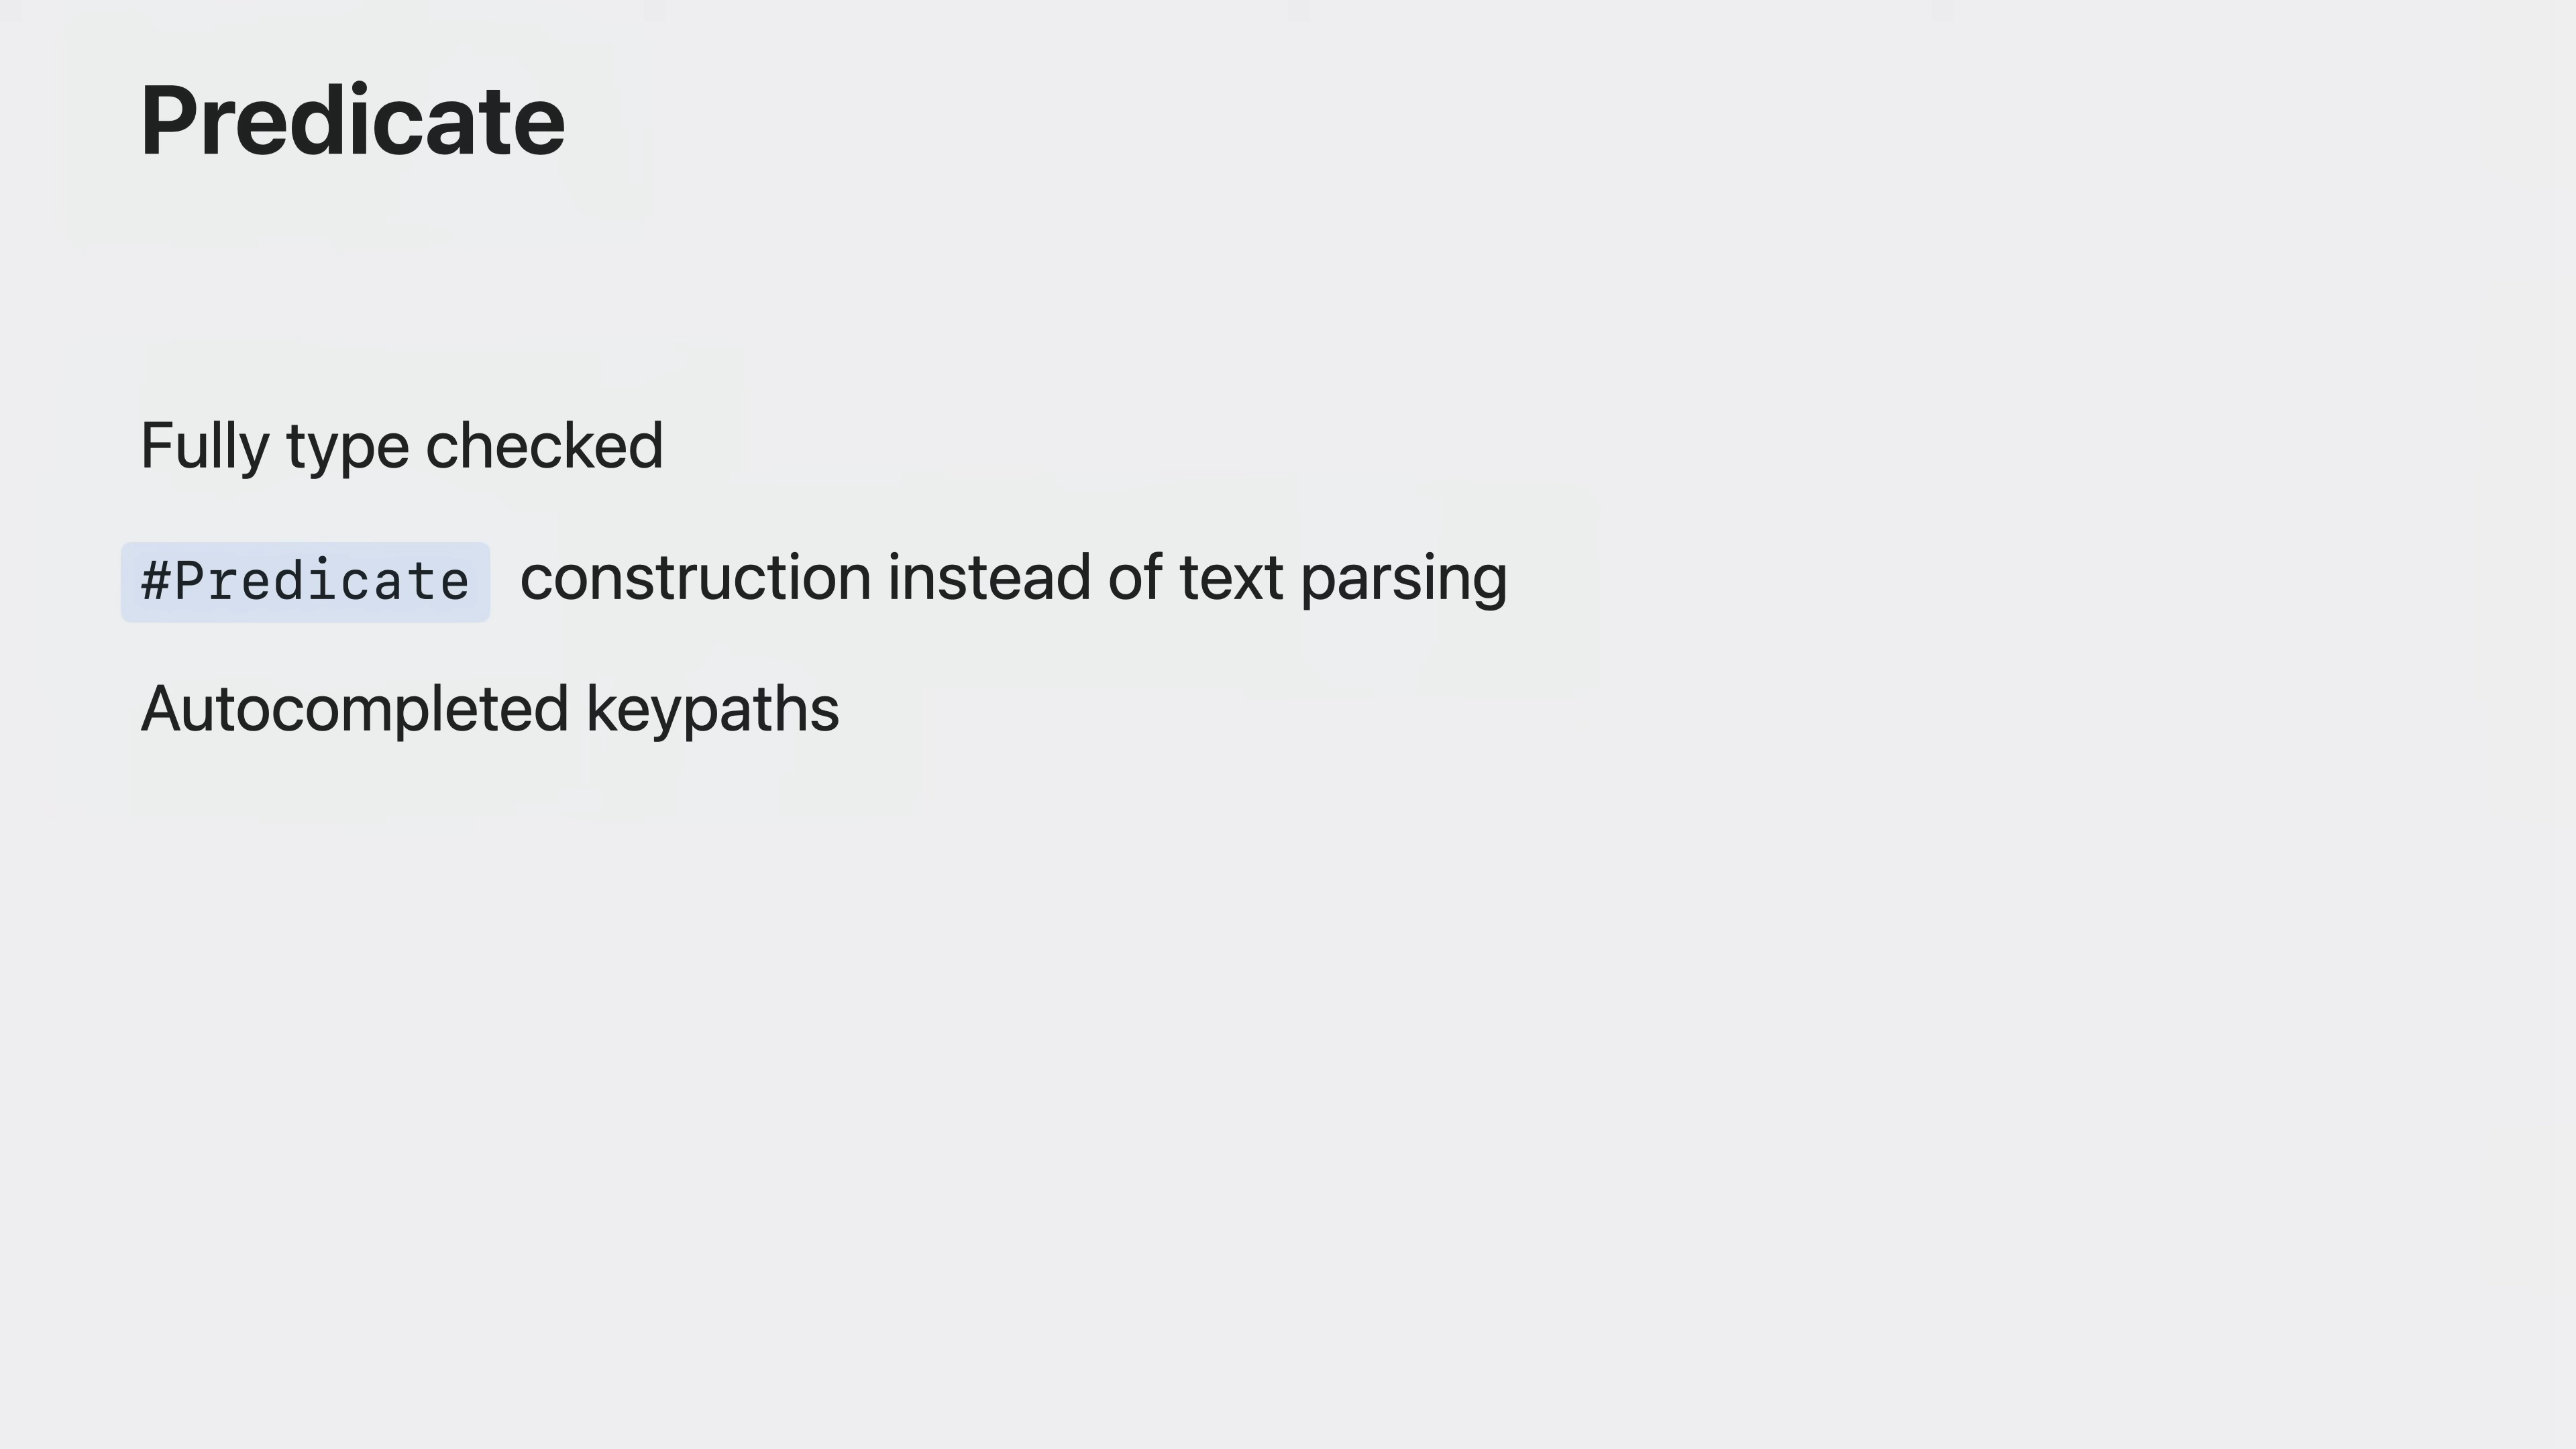 Predicate
Fully type checked
#Predicate construction instead of text parsing
Autocompleted keypaths